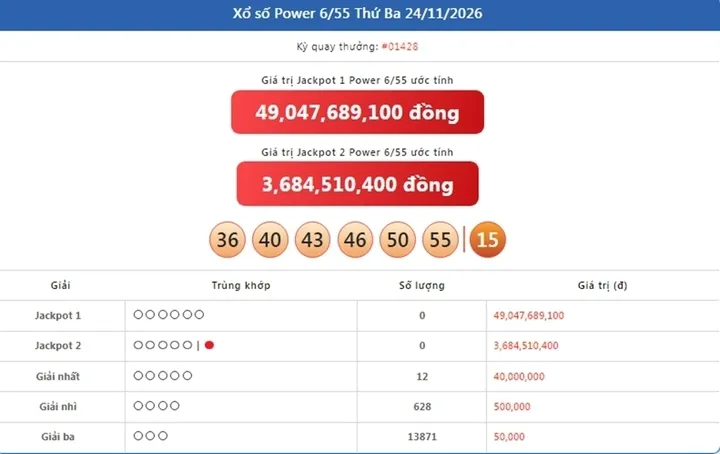 Xổ số Power 6/55 Thứ Ba 24/11/2026
Kỳ quay thưởng: #01428
Giá trị Jackpot 1 Power 6/55 ước tính
49,047,689,100 đồng
Giá trị Jackpot 2 Power 6/55 ước tính
3,684,510,400 đồng
36 40 43 46 50 55 | 15
Giải Trùng khớp Số lượng Giá trị (đ)
Jackpot 1 0 49,047,689,100
Jackpot 2 | 0 3,684,510,400
Giải nhất 12 40,000,000
Giải nhì 628 500,000
Giải ba 13871 50,000